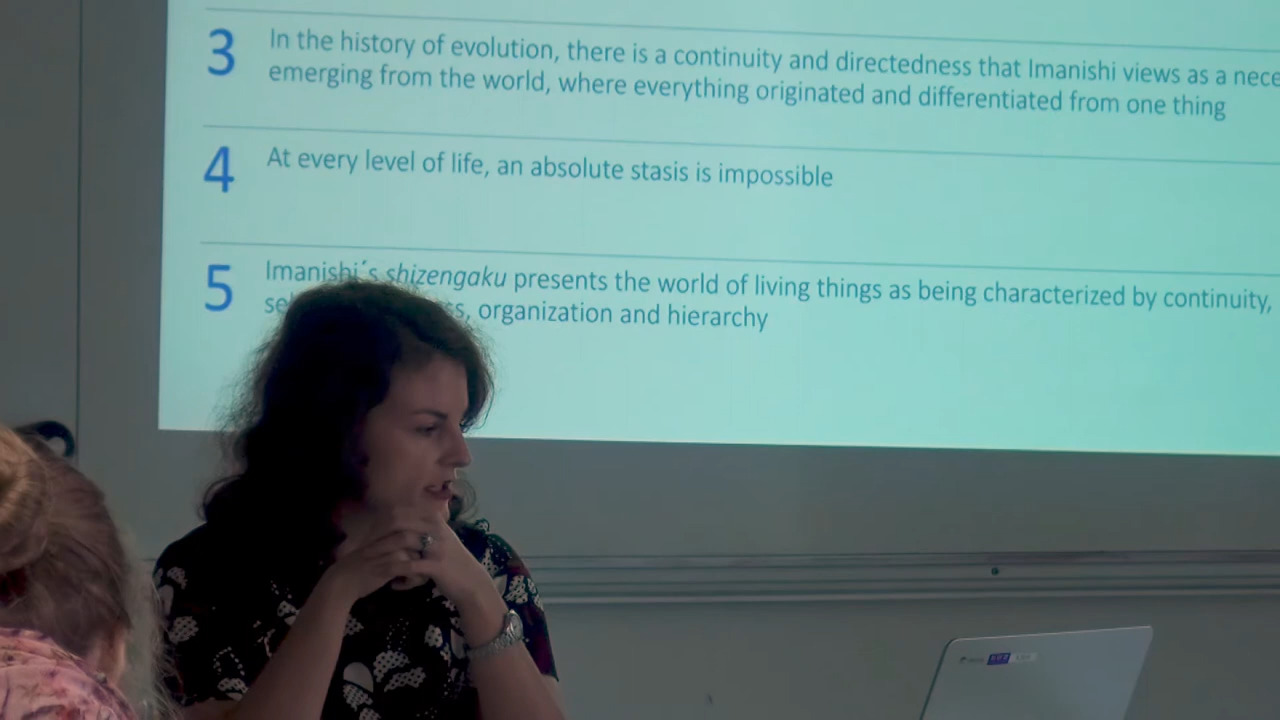 3
In the history of evolution, there is a continuity and directedness that Imanishi views as a nece
emerging from the world, where everything originated and differentiated from one thing
4
At every level of life, an absolute stasis is impossible
5
Imanishi´s shizengaku presents the world of living things as being characterized by continuity,
organization and hierarchy